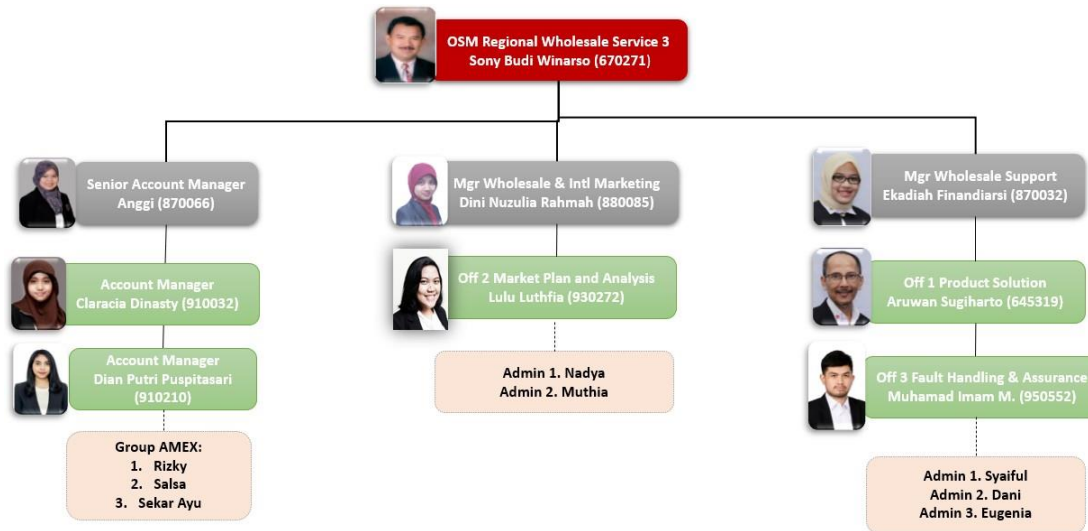 OSM Regional Wholesale Service 3
Sony Budi Winarso (670271)
Senior Account Manager
Anggi (870066)
Account Manager
Claracia Dinasty (910032)
Account Manager
Dian Putri Puspitasari
(910210)
Group AMEX:
1. Rizky
2. Salsa
3. Sekar Ayu
Mgr Wholesale & Intl Marketing
Dini Nuzulia Rahmah (880085)
Off 2 Market Plan and Analysis
Lulu Luthfia (930272)
Admin 1. Nadya
Admin 2. Muthia
Mgr Wholesale Support
Ekadiah Finandiarsi (870032)
Off 1 Product Solution
Aruwan Sugiharto (645319)
Off 3 Fault Handling & Assurance
Muhamad Imam M. (950552)
Admin 1. Syaiful
Admin 2. Dani
Admin 3. Eugenia